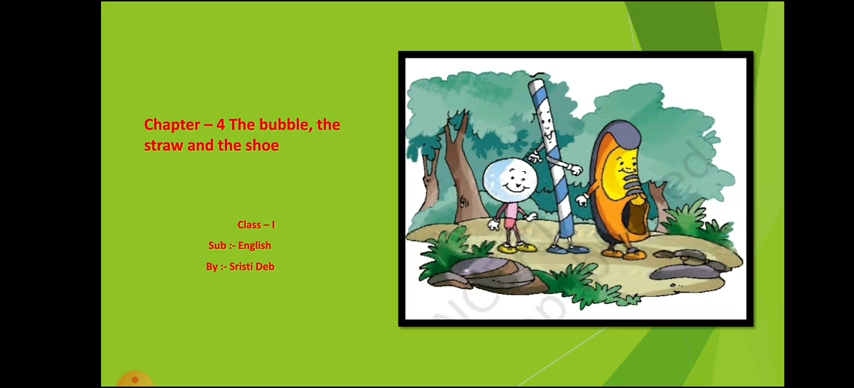 Chapter – 4 The bubble, the
straw and the shoe
Class – I
Sub :- English
By :- Sristi Deb